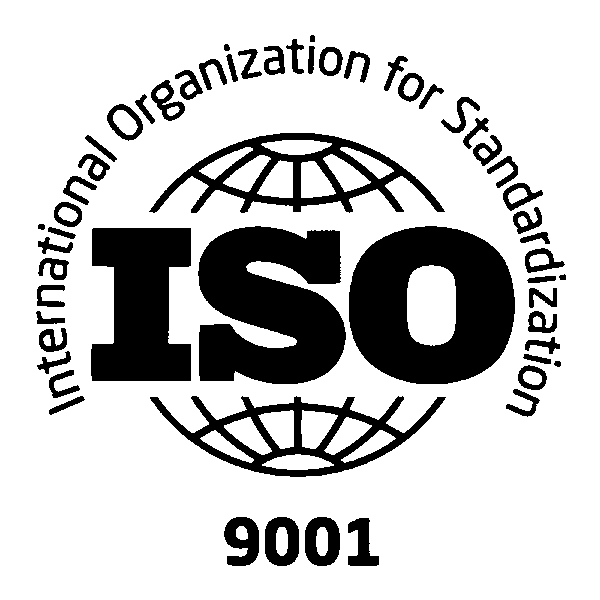 International Organization for Standardization
ISO
9001